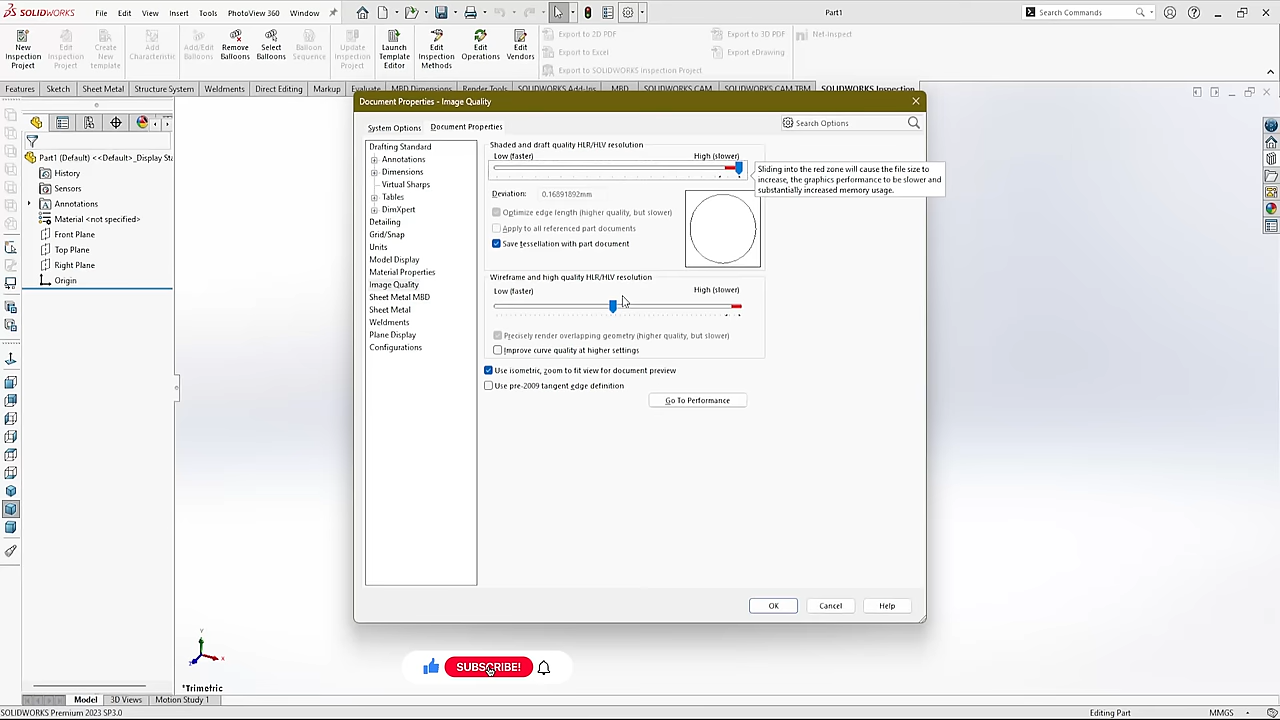 SOLIDWORKS
File Edit View Insert Tools PhotoView 360 Window
Part1
Search Commands
New Inspection Project
Edit Inspection Project
Create New template
Add Characteristic
Add/Edit Balloons
Remove Balloons
Select Balloons
Balloon Sequence
Update Inspection Project
Launch Template Editor
Edit Inspection Methods
Edit Operations
Edit Vendors
Export to 2D PDF
Export to Excel
Export to SOLIDWORKS Inspection Project
Export to 3D PDF
Export eDrawing
Net-Inspect
Features Sketch Sheet Metal Structure System Weldments Direct Editing Markup Evaluate MBD Dimensions Render Tools SOLIDWORKS Add-Ins MBD SOLIDWORKS CAM SOLIDWORKS CAM TBM SOLIDWORKS Inspection
Part1 (Default) <<Default>_Display Sta
History
Sensors
Annotations
Material <not specified>
Front Plane
Top Plane
Right Plane
Origin
Document Properties - Image Quality
System Options Document Properties
Search Options
Drafting Standard
Annotations
Dimensions
Virtual Sharps
Tables
DimXpert
Detailing
Grid/Snap
Units
Model Display
Material Properties
Image Quality
Sheet Metal MBD
Sheet Metal
Weldments
Plane Display
Configurations
Shaded and draft quality HLR/HLV resolution
Low (faster) High (slower)
Deviation: 0.16891892mm
Optimize edge length (higher quality, but slower)
Apply to all referenced part documents
Save tessellation with part document
Sliding into the red zone will cause the file size to
increase, the graphics performance to be slower and
substantially increased memory usage.
Wireframe and high quality HLR/HLV resolution
Low (faster) High (slower)
Precisely render overlapping geometry (higher quality, but slower)
Improve curve quality at higher settings
Use isometric, zoom to fit view for document preview
Use pre-2009 tangent edge definition
Go To Performance
OK Cancel Help
Y
X
Z
*Trimetric
SUBSCRIBE!
Model 3D Views Motion Study 1
SOLIDWORKS Premium 2023 SP3.0
Editing Part MMGS